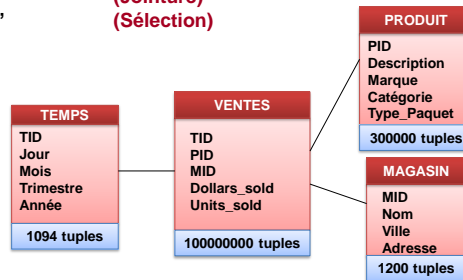 (Jointure)
,
(Sélection)
TEMPS
TID
Jour
Mois
Trimestre
Année
1094 tuples
VENTES
TID
PID
MID
Dollars_sold
Units_sold
100000000 tuples
PRODUIT
PID
Description
Marque
Catégorie
Type_Paquet
300000 tuples
MAGASIN
MID
Nom
Ville
Adresse
1200 tuples